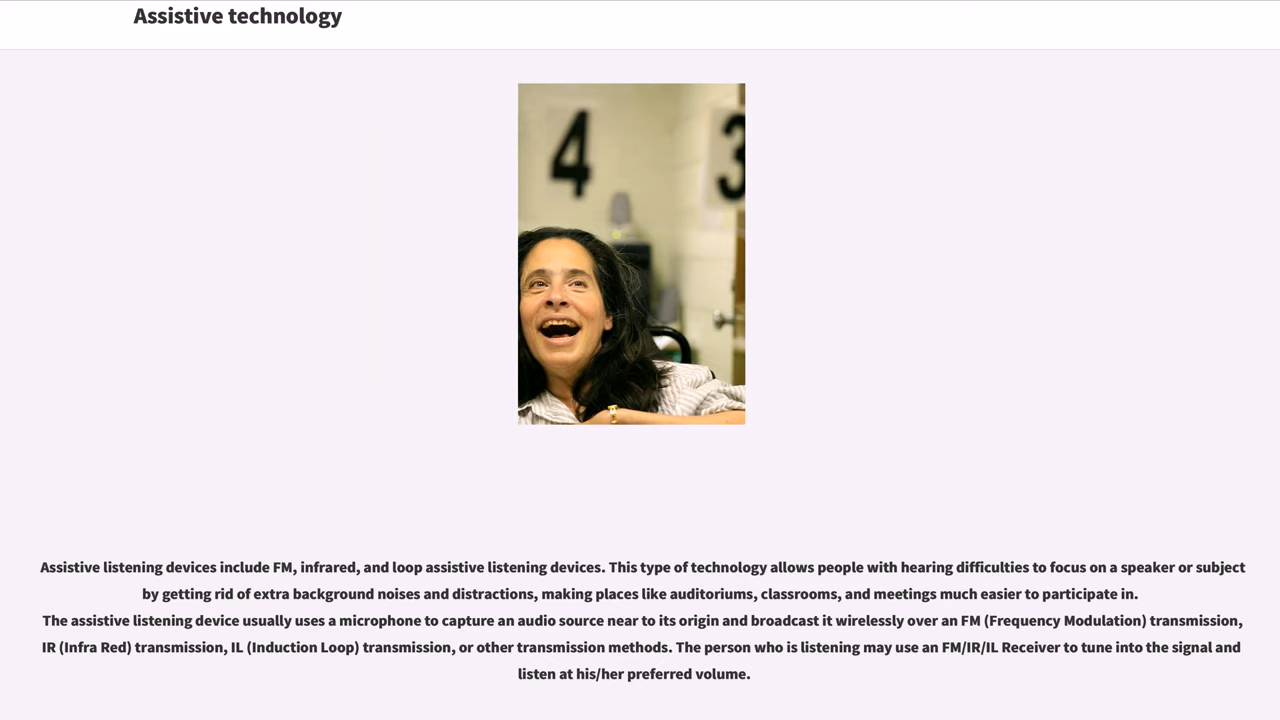 Assistive technology
4
3
Assistive listening devices include FM, infrared, and loop assistive listening devices. This type of technology allows people with hearing difficulties to focus on a speaker or subject
by getting rid of extra background noises and distractions, making places like auditoriums, classrooms, and meetings much easier to participate in.
The assistive listening device usually uses a microphone to capture an audio source near to its origin and broadcast it wirelessly over an FM (Frequency Modulation) transmission,
IR (Infra Red) transmission, IL (Induction Loop) transmission, or other transmission methods. The person who is listening may use an FM/IR/IL Receiver to tune into the signal and
listen at his/her preferred volume.